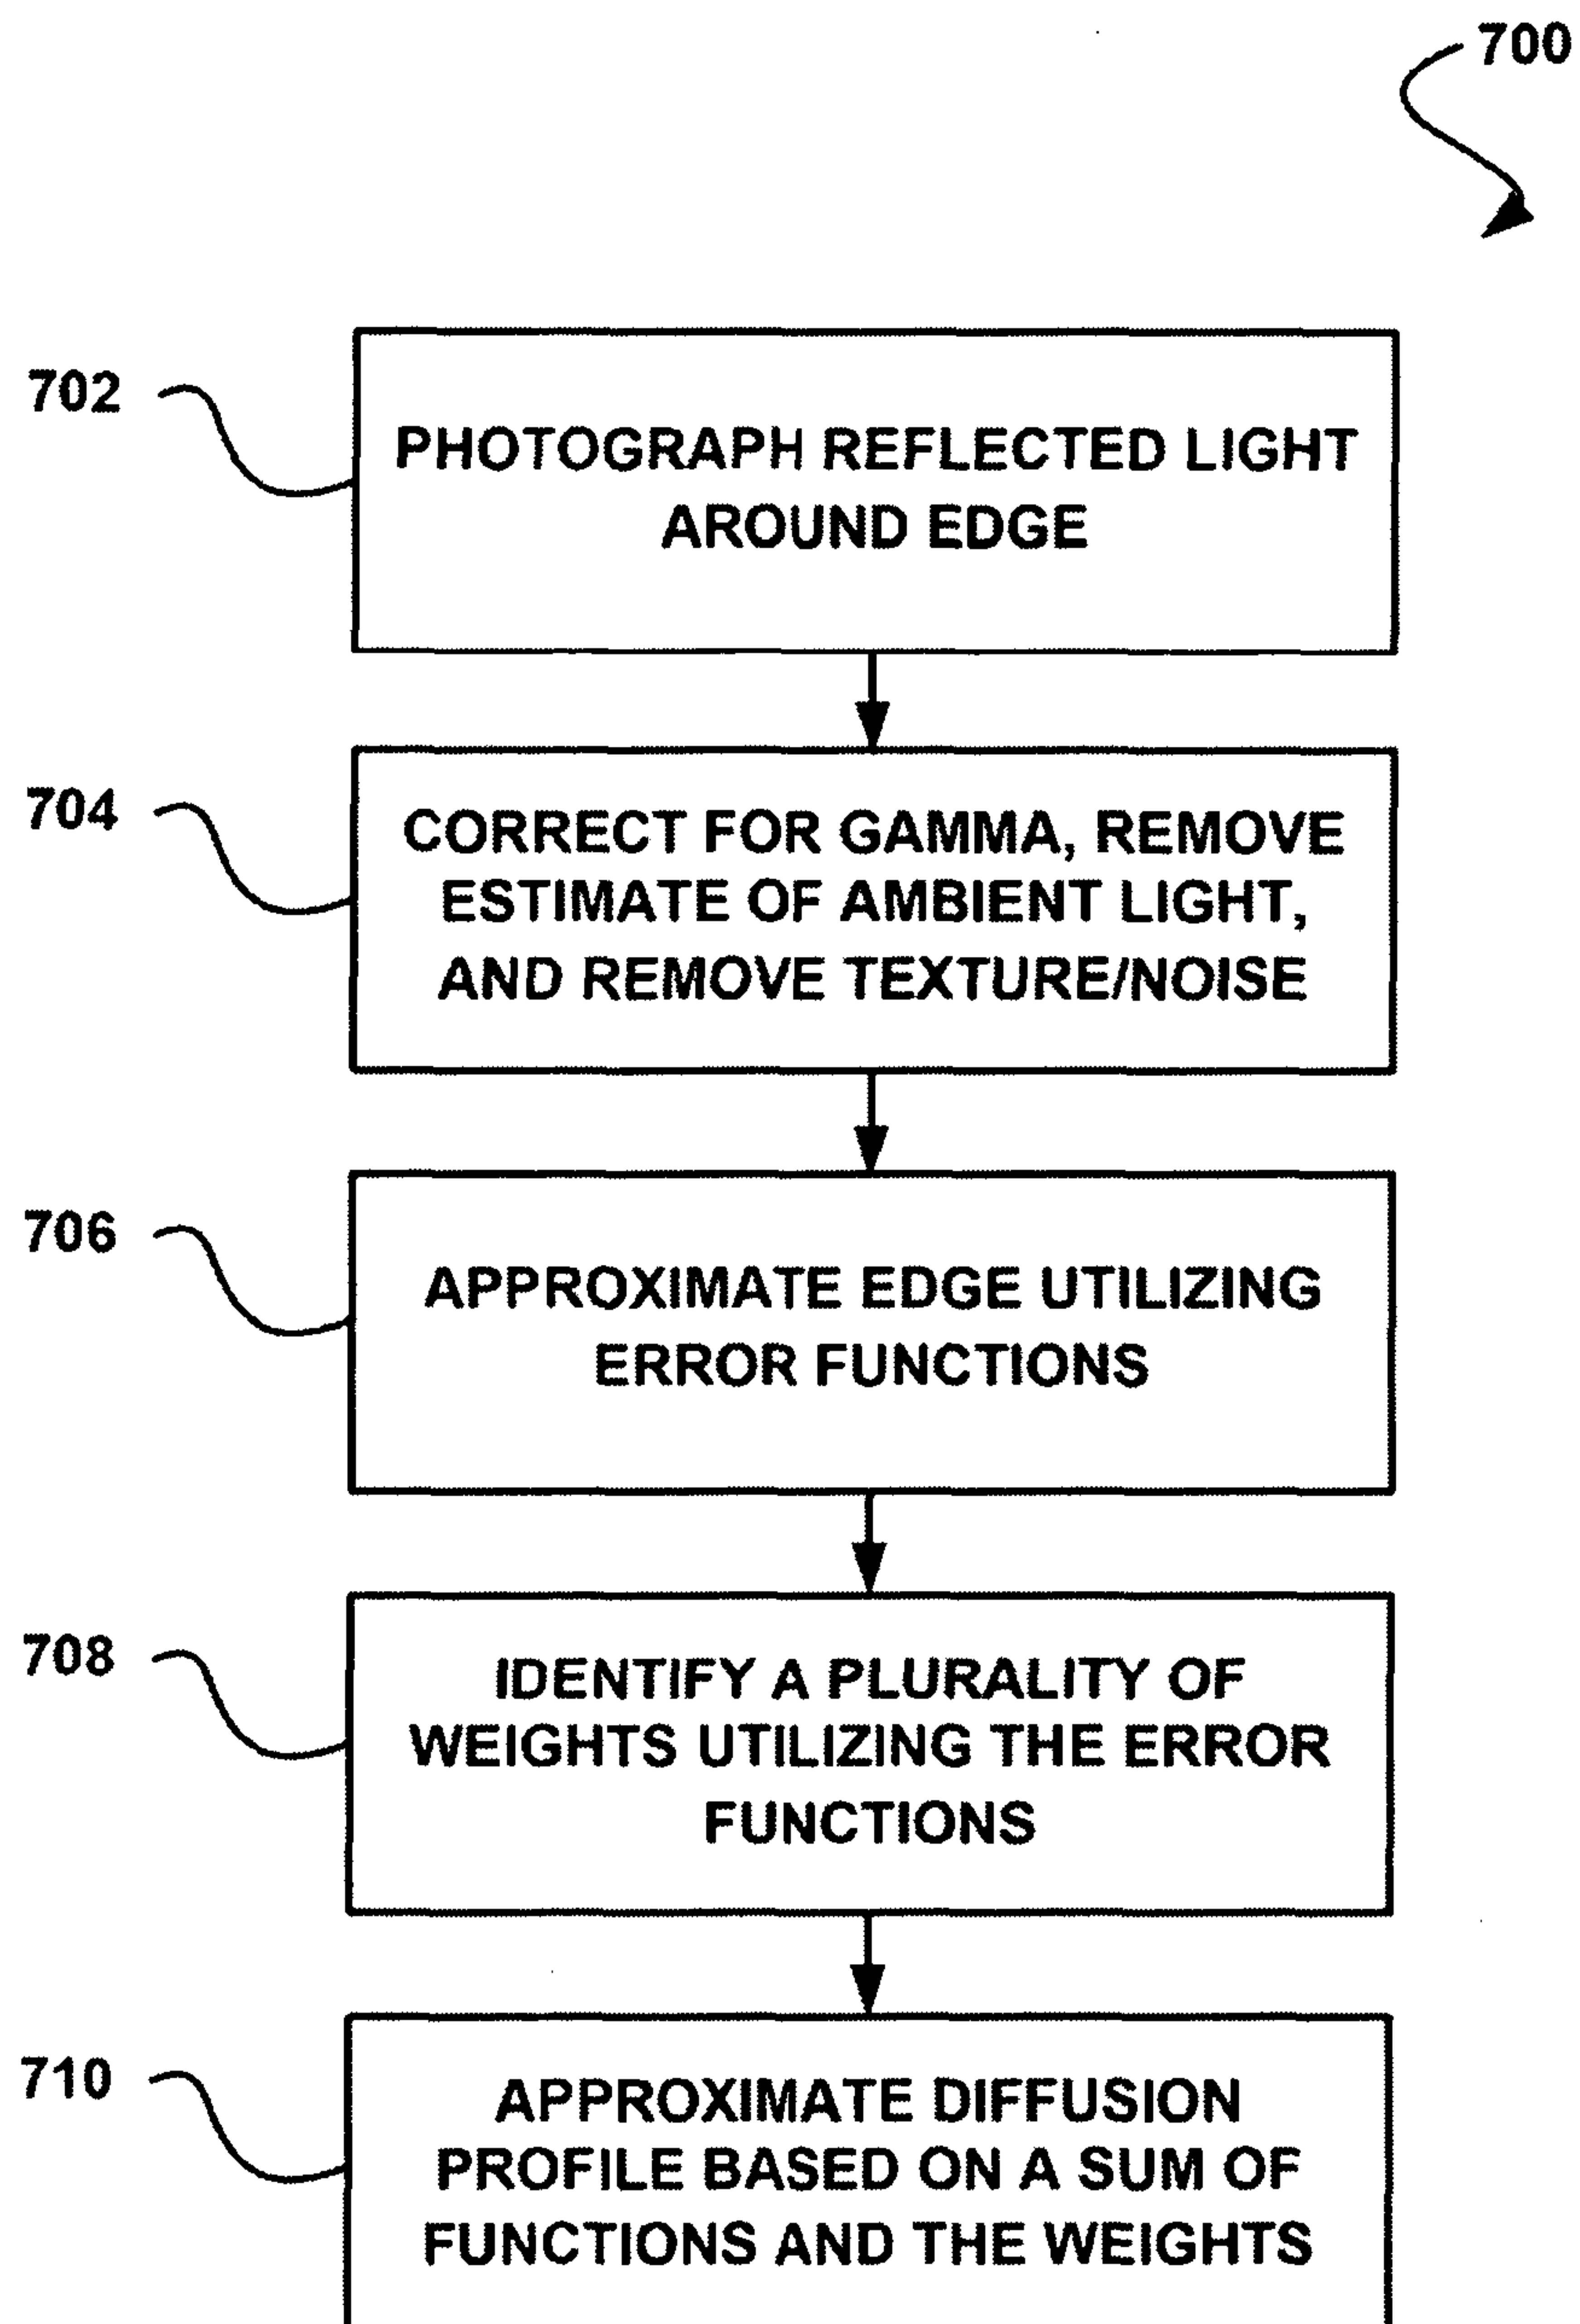 700
702
PHOTOGRAPH REFLECTED LIGHT
AROUND EDGE
704
CORRECT FOR GAMMA, REMOVE
ESTIMATE OF AMBIENT LIGHT,
AND REMOVE TEXTURE/NOISE
706
APPROXIMATE EDGE UTILIZING
ERROR FUNCTIONS
708
IDENTIFY A PLURALITY OF
WEIGHTS UTILIZING THE ERROR
FUNCTIONS
710
APPROXIMATE DIFFUSION
PROFILE BASED ON A SUM OF
FUNCTIONS AND THE WEIGHTS